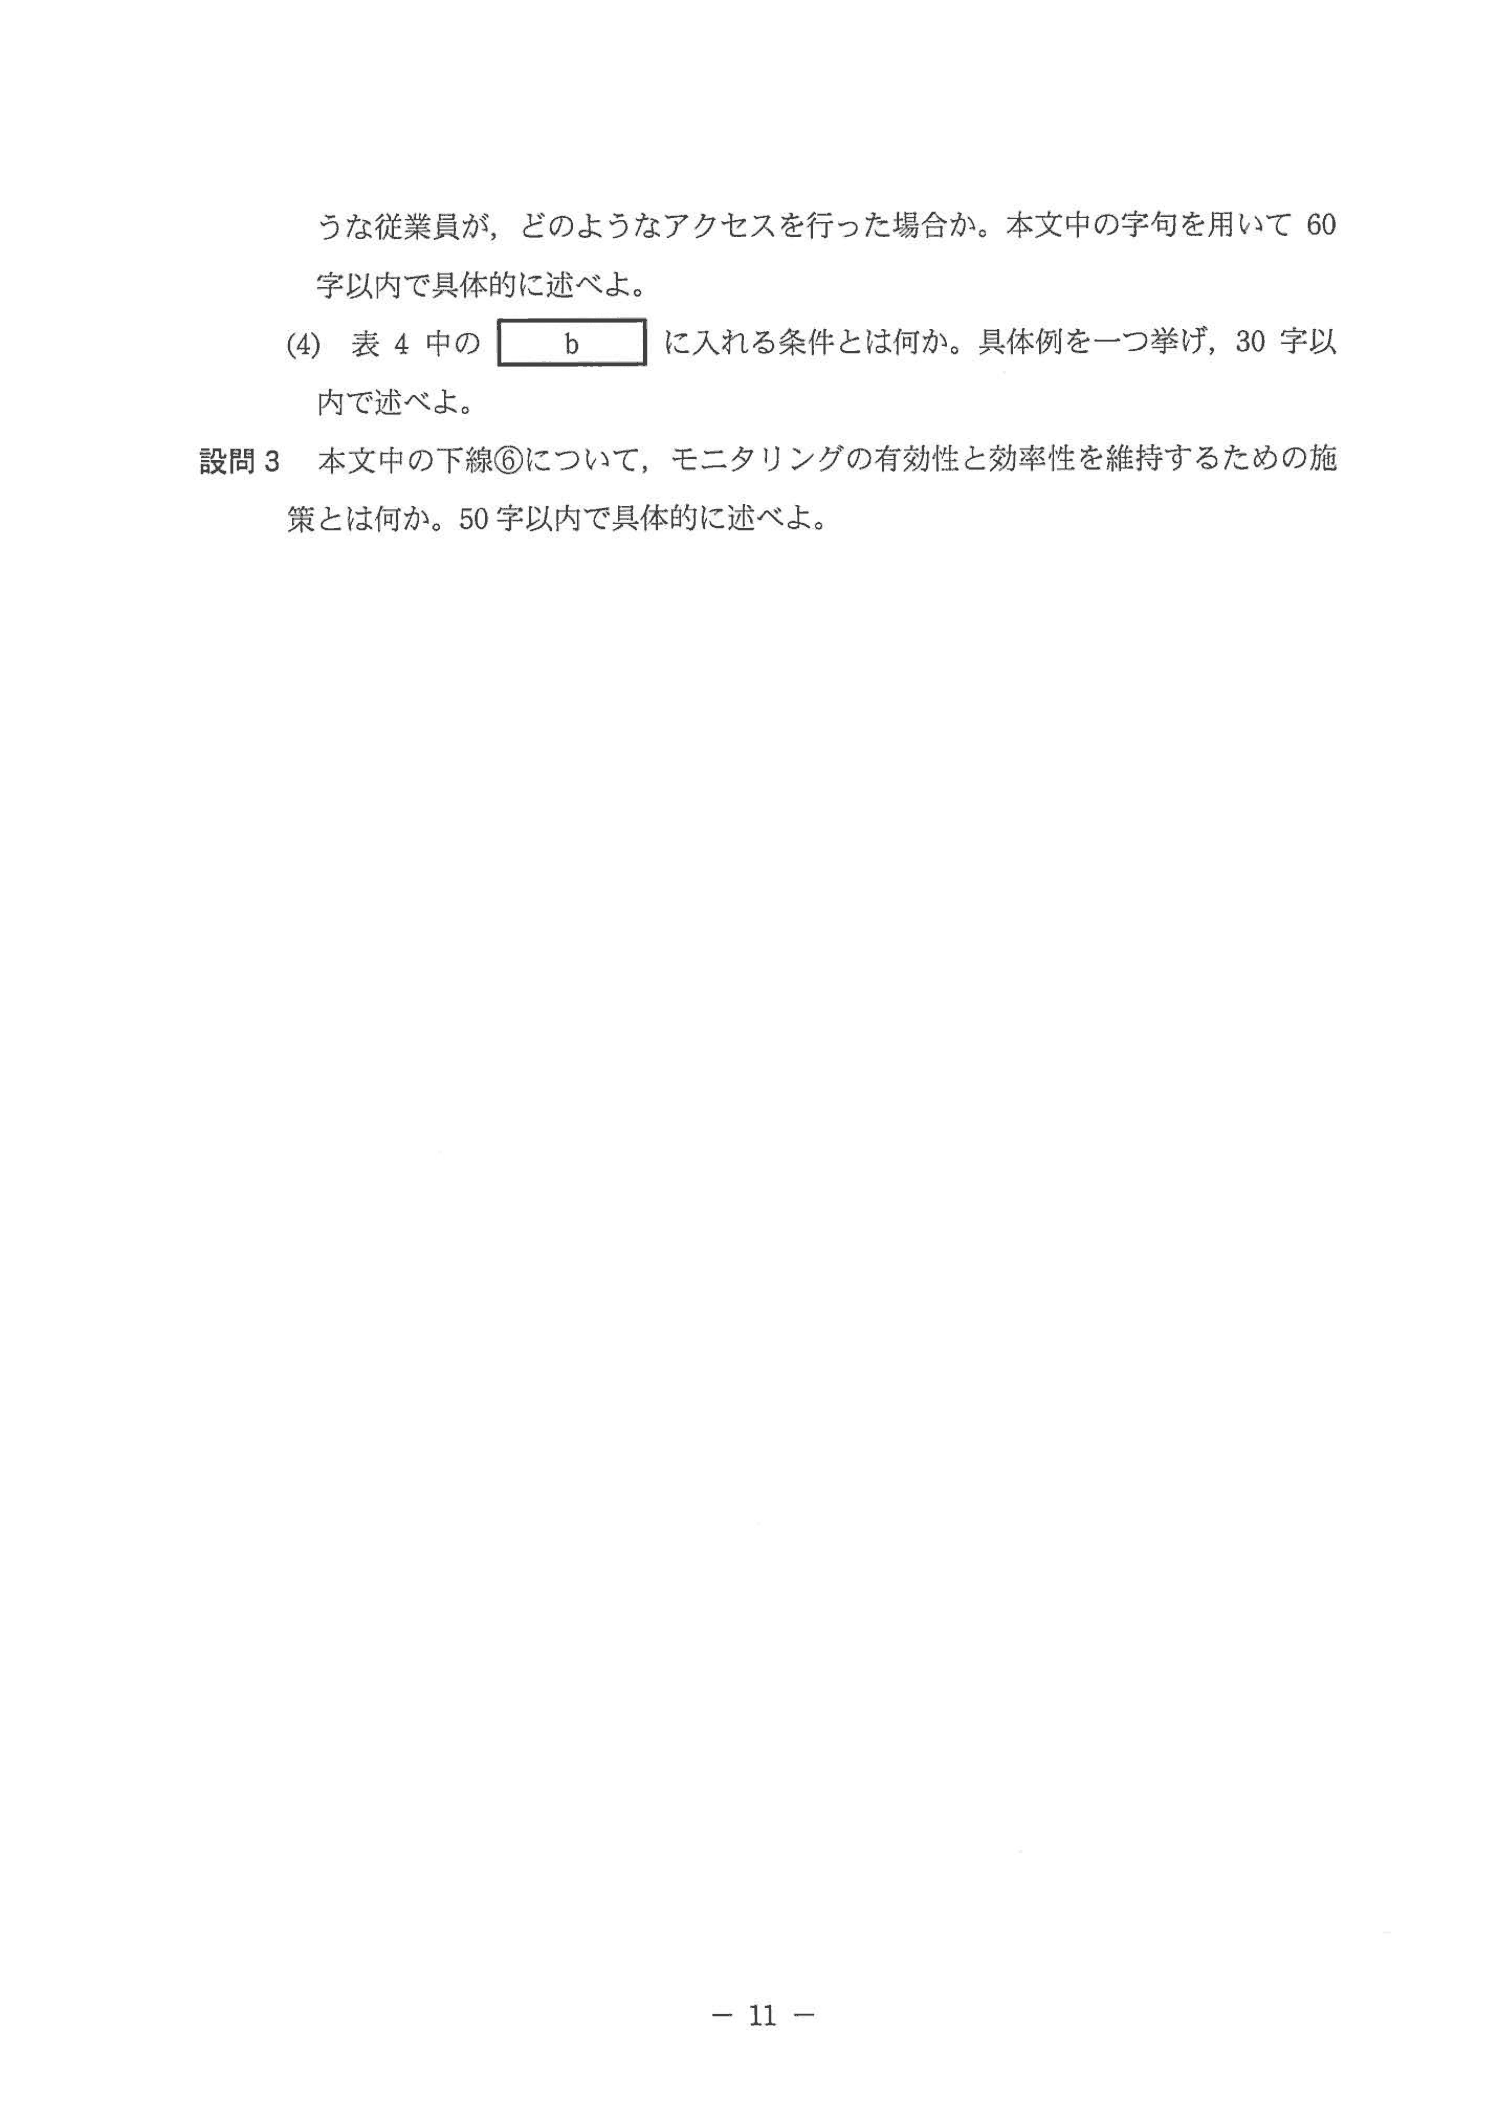 うな従業員が，どのようなアクセスを行った場合か。本文中の字句を用いて 60
字以内で具体的に述べよ。
(4) 表 4 中の b に入れる条件とは何か。具体例を一つ挙げ，30 字以
内で述べよ。
設問 3 本文中の下線⑥について，モニタリングの有効性と効率性を維持するための施
策とは何か。50 字以内で具体的に述べよ。
－ 11 －